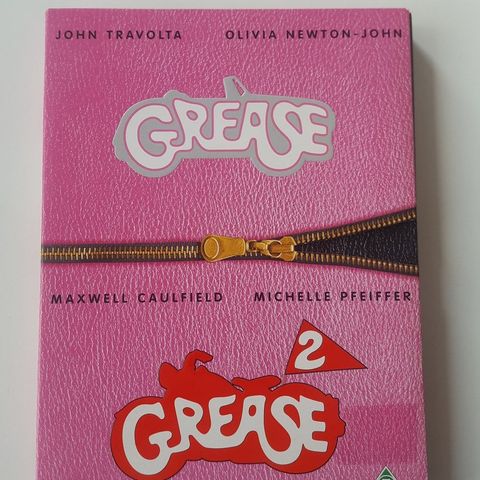 JOHN TRAVOLTA OLIVIA NEWTON-JOHN
GREASE
MAXWELL CAULFIELD MICHELLE PFEIFFER
2
GREASE